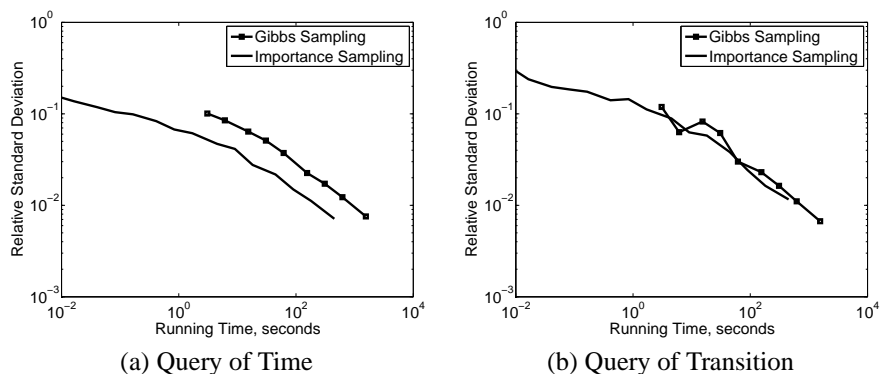 10^0
10^-1
10^-2
10^-3
Relative Standard Deviation
Gibbs Sampling
Importance Sampling
10^-2
10^0
10^2
10^4
Running Time, seconds
(a) Query of Time
10^0
10^-1
10^-2
10^-3
Relative Standard Deviation
Gibbs Sampling
Importance Sampling
10^-2
10^0
10^2
10^4
Running Time, seconds
(b) Query of Transition